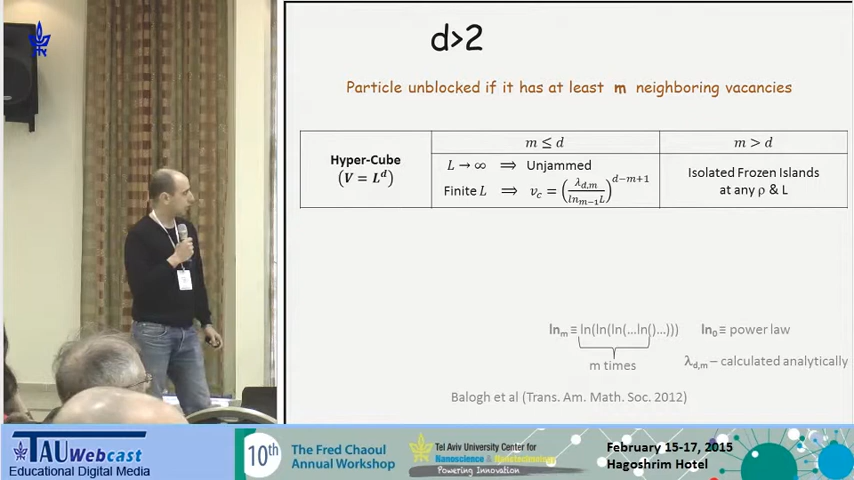 d>2
Particle unblocked if it has at least m neighboring vacancies
Hyper-Cube
(V = L^d)
m ≤ d
m > d
L → ∞ ⟹ Unjammed
Finite L ⟹ v_c = (λ_{d,m} / ln_{m−1}L)^{d−m+1}
Isolated Frozen Islands
at any ρ & L
ln_m ≡ ln(ln(ln(...ln()...)))
m times
ln_0 ≡ power law
λ_{d,m} – calculated analytically
Balogh et al (Trans. Am. Math. Soc. 2012)
TAU Webcast
Educational Digital Media
10th
The Fred Chaoul
Annual Workshop
Tel Aviv University Center for
Nanoscience & Nanotechnology
Powering Innovation
February 15-17, 2015
Hagoshrim Hotel